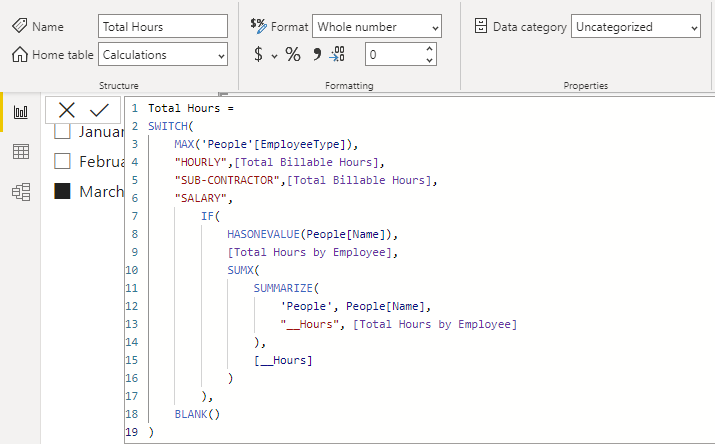 Name Total Hours
Home table Calculations
Structure
$% Format Whole number
$ % 0
Formatting
Data category Uncategorized
Properties
Januar
Februa
March
1 Total Hours =
2 SWITCH(
3 MAX('People'[EmployeeType]),
4 "HOURLY",[Total Billable Hours],
5 "SUB-CONTRACTOR",[Total Billable Hours],
6 "SALARY",
7 IF(
8 HASONEVALUE(People[Name]),
9 [Total Hours by Employee],
10 SUMX(
11 SUMMARIZE(
12 'People', People[Name],
13 "__Hours", [Total Hours by Employee]
14 ),
15 [__Hours]
16 )
17 ),
18 BLANK()
19 )